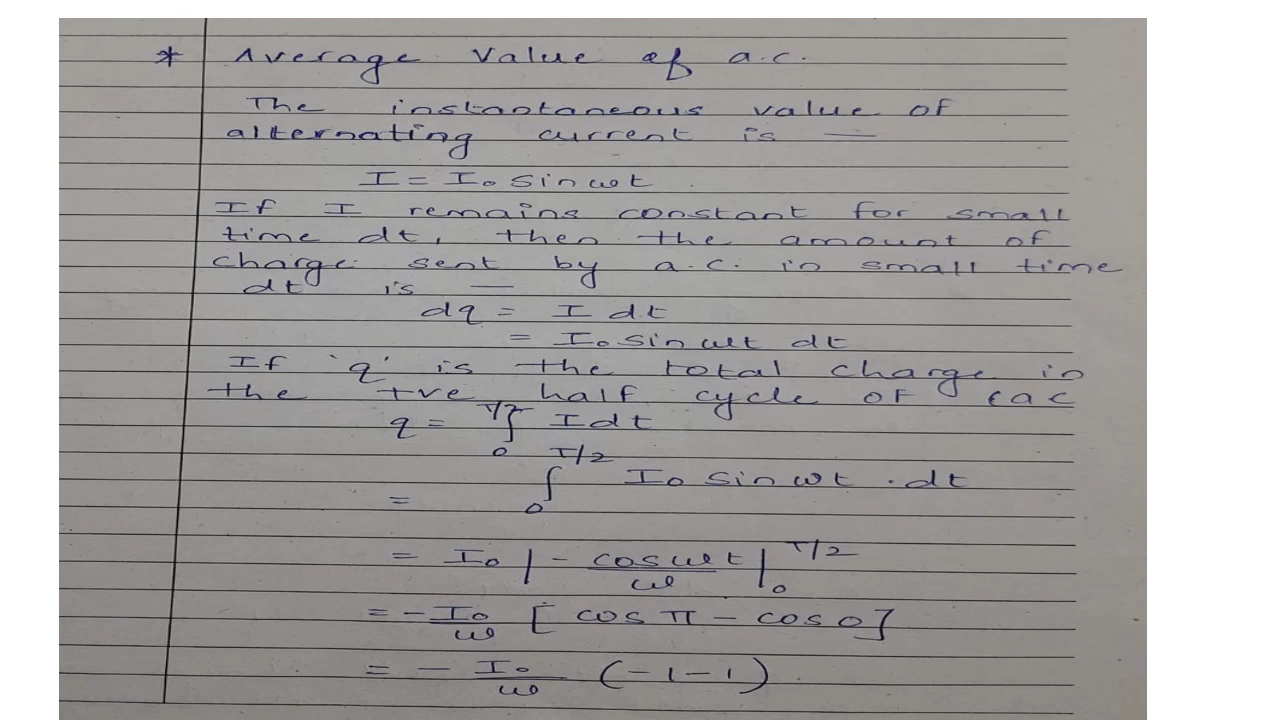 * Average Value of a.c.
The instantaneous value of
alternating current is —
I = I₀ sin ωt.
If I remains constant for small
time dt, then the amount of
charge sent by a.c. in small time
dt is —
dq = I dt
= I₀ sin ωt dt
If 'q' is the total charge in
the +ve half cycle of ac
q = ∫₀^T/2 I dt
= ∫₀^T/2 I₀ sin ωt . dt
= I₀ |- cos ωt / ω|₀^T/2
= - I₀/ω [ cos π - cos 0]
= - I₀/ω (-1-1).